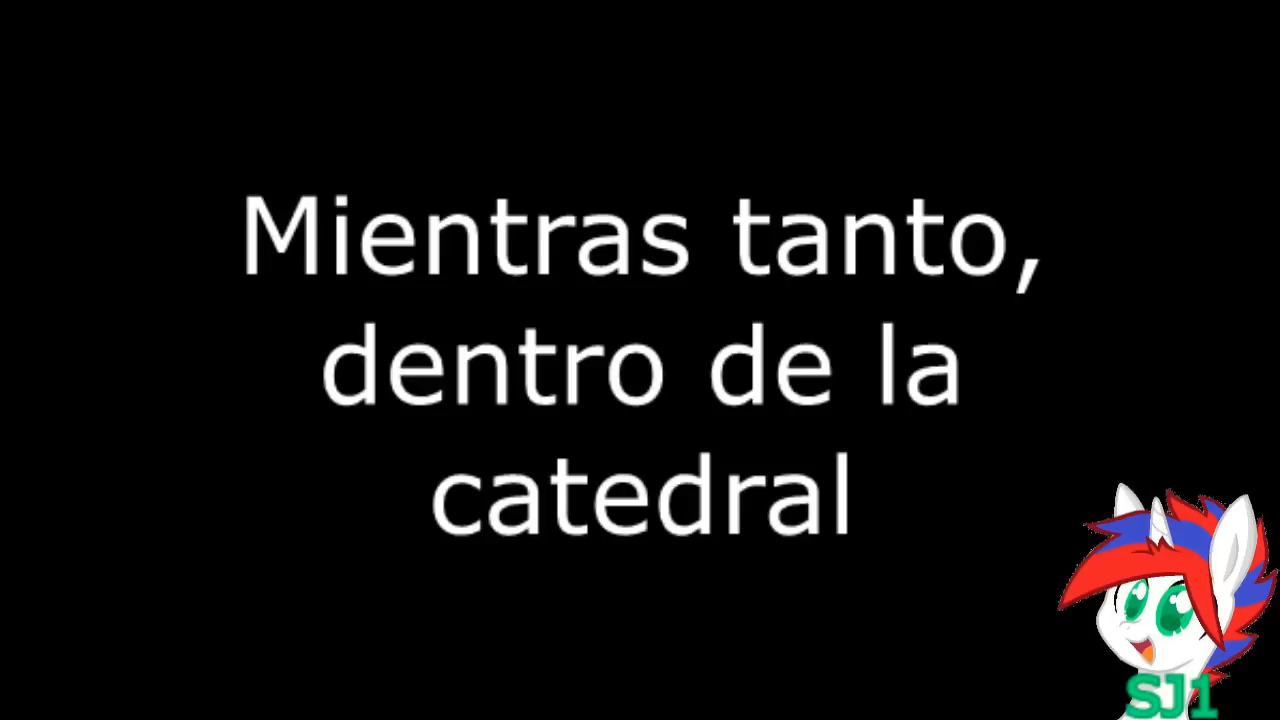 Mientras tanto,
dentro de la
catedral
SJ1